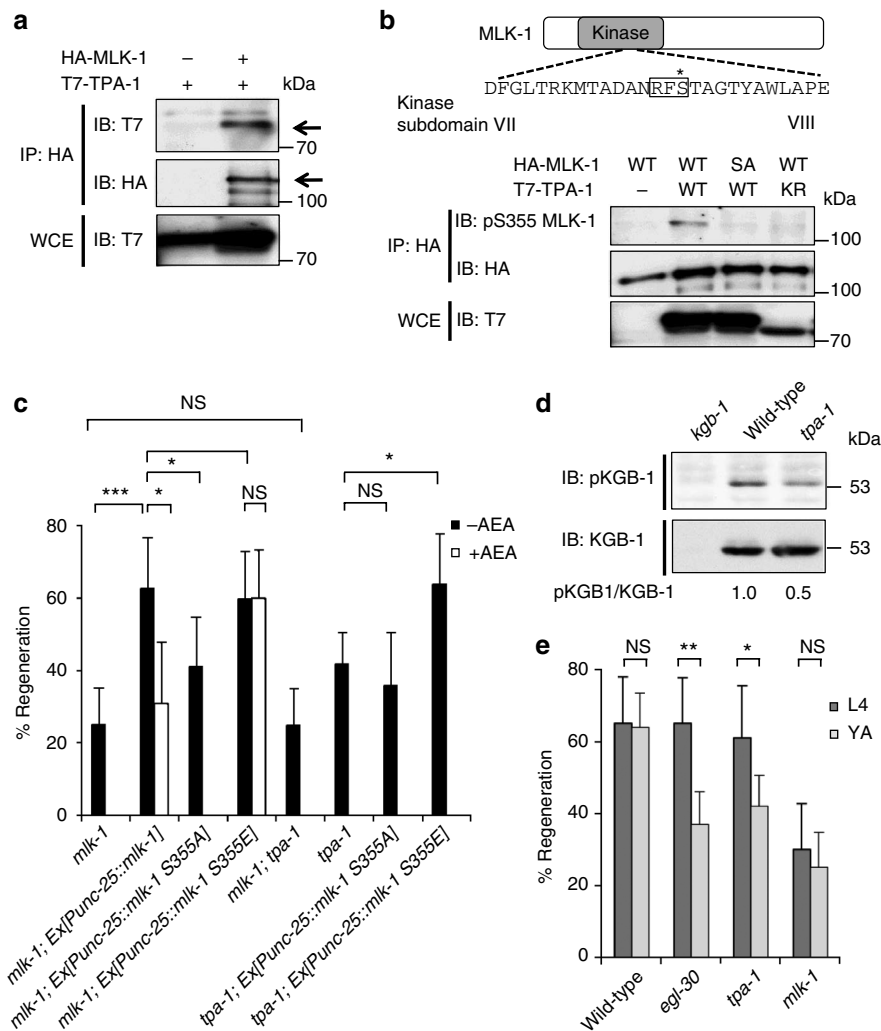 a
HA-MLK-1 – +
T7-TPA-1 + + kDa
IP: HA
IB: T7
70
IB: HA
100
WCE
IB: T7
70
b
MLK-1
Kinase
*
DFGLTRKMTADANRFSTAGTYAWLAPE
Kinase
subdomain VII
VIII
HA-MLK-1 WT WT SA WT
T7-TPA-1 – WT WT KR kDa
IP: HA
IB: pS355 MLK-1
100
IB: HA
100
WCE
IB: T7
70
c
NS
*
*
*** * NS NS
–AEA
+AEA
% Regeneration
80
60
40
20
0
mlk-1
mlk-1; Ex[Punc-25::mlk-1]
mlk-1; Ex[Punc-25::mlk-1 S355A]
mlk-1; Ex[Punc-25::mlk-1 S355E]
mlk-1; tpa-1
tpa-1
tpa-1; Ex[Punc-25::mlk-1 S355A]
tpa-1; Ex[Punc-25::mlk-1 S355E]
d
kgb-1 Wild-type tpa-1
kDa
IB: pKGB-1
53
IB: KGB-1
53
pKGB1/KGB-1 1.0 0.5
e
NS ** * NS
L4
YA
% Regeneration
80
60
40
20
0
Wild-type egl-30 tpa-1 mlk-1